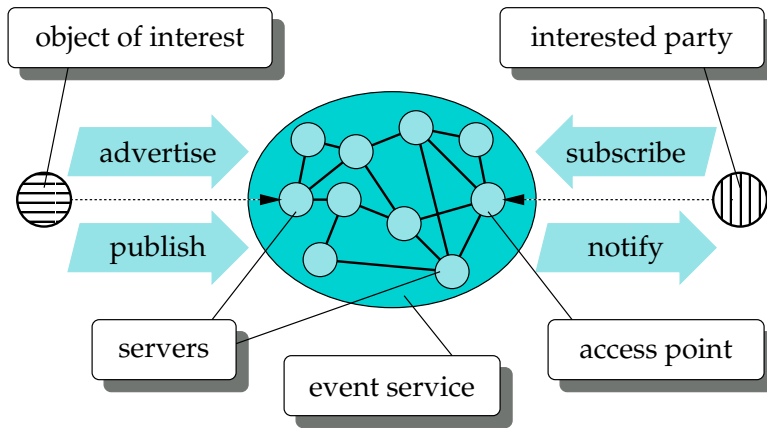 object of interest
interested party
advertise
subscribe
publish
notify
servers
access point
event service